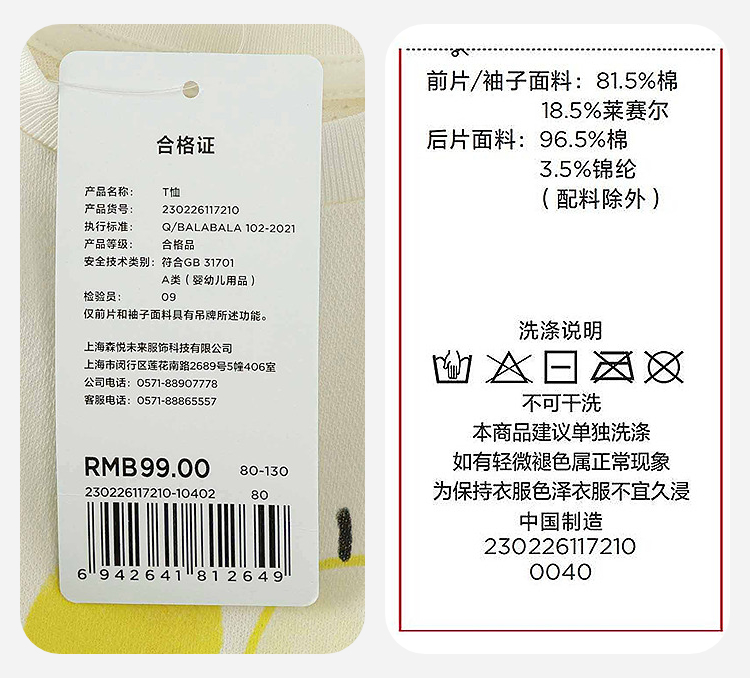 合格证
产品名称： T恤
产品货号： 230226117210
执行标准： Q/BALABALA 102-2021
产品等级： 合格品
安全技术类别： 符合GB 31701
A类（婴幼儿用品）
检验员： 09
仅前片和袖子面料具有吊牌所述功能。
上海森悦未来服饰科技有限公司
上海市闵行区莲花南路2689号5幢406室
公司电话： 0571-88907778
客服电话： 0571-88865557
RMB99.00 80-130
230226117210-10402 80
6 942641 812649
前片/袖子面料： 81.5%棉
18.5%莱赛尔
后片面料： 96.5%棉
3.5%锦纶
（配料除外）
洗涤说明
不可干洗
本商品建议单独洗涤
如有轻微褪色属正常现象
为保持衣服色泽衣服不宜久浸
中国制造
230226117210
0040